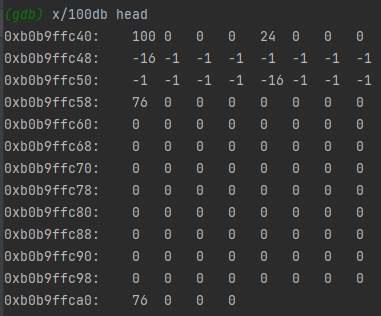 (gdb) x/100db head
0xb0b9ffc40: 100 0 0 0 24 0 0 0
0xb0b9ffc48: -16 -1 -1 -1 -1 -1 -1 -1
0xb0b9ffc50: -1 -1 -1 -1 -16 -1 -1 -1
0xb0b9ffc58: 76 0 0 0 0 0 0 0
0xb0b9ffc60: 0 0 0 0 0 0 0 0
0xb0b9ffc68: 0 0 0 0 0 0 0 0
0xb0b9ffc70: 0 0 0 0 0 0 0 0
0xb0b9ffc78: 0 0 0 0 0 0 0 0
0xb0b9ffc80: 0 0 0 0 0 0 0 0
0xb0b9ffc88: 0 0 0 0 0 0 0 0
0xb0b9ffc90: 0 0 0 0 0 0 0 0
0xb0b9ffc98: 0 0 0 0 0 0 0 0
0xb0b9ffca0: 76 0 0 0